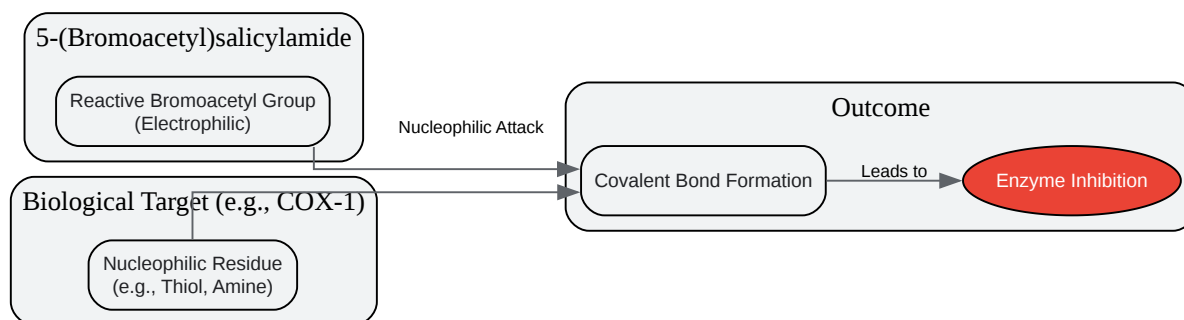 5-(Bromoacetyl)salicylamide
Reactive Bromoacetyl Group
(Electrophilic)
Nucleophilic Attack
Biological Target (e.g., COX-1)
Nucleophilic Residue
(e.g., Thiol, Amine)
Outcome
Covalent Bond Formation
Leads to
Enzyme Inhibition